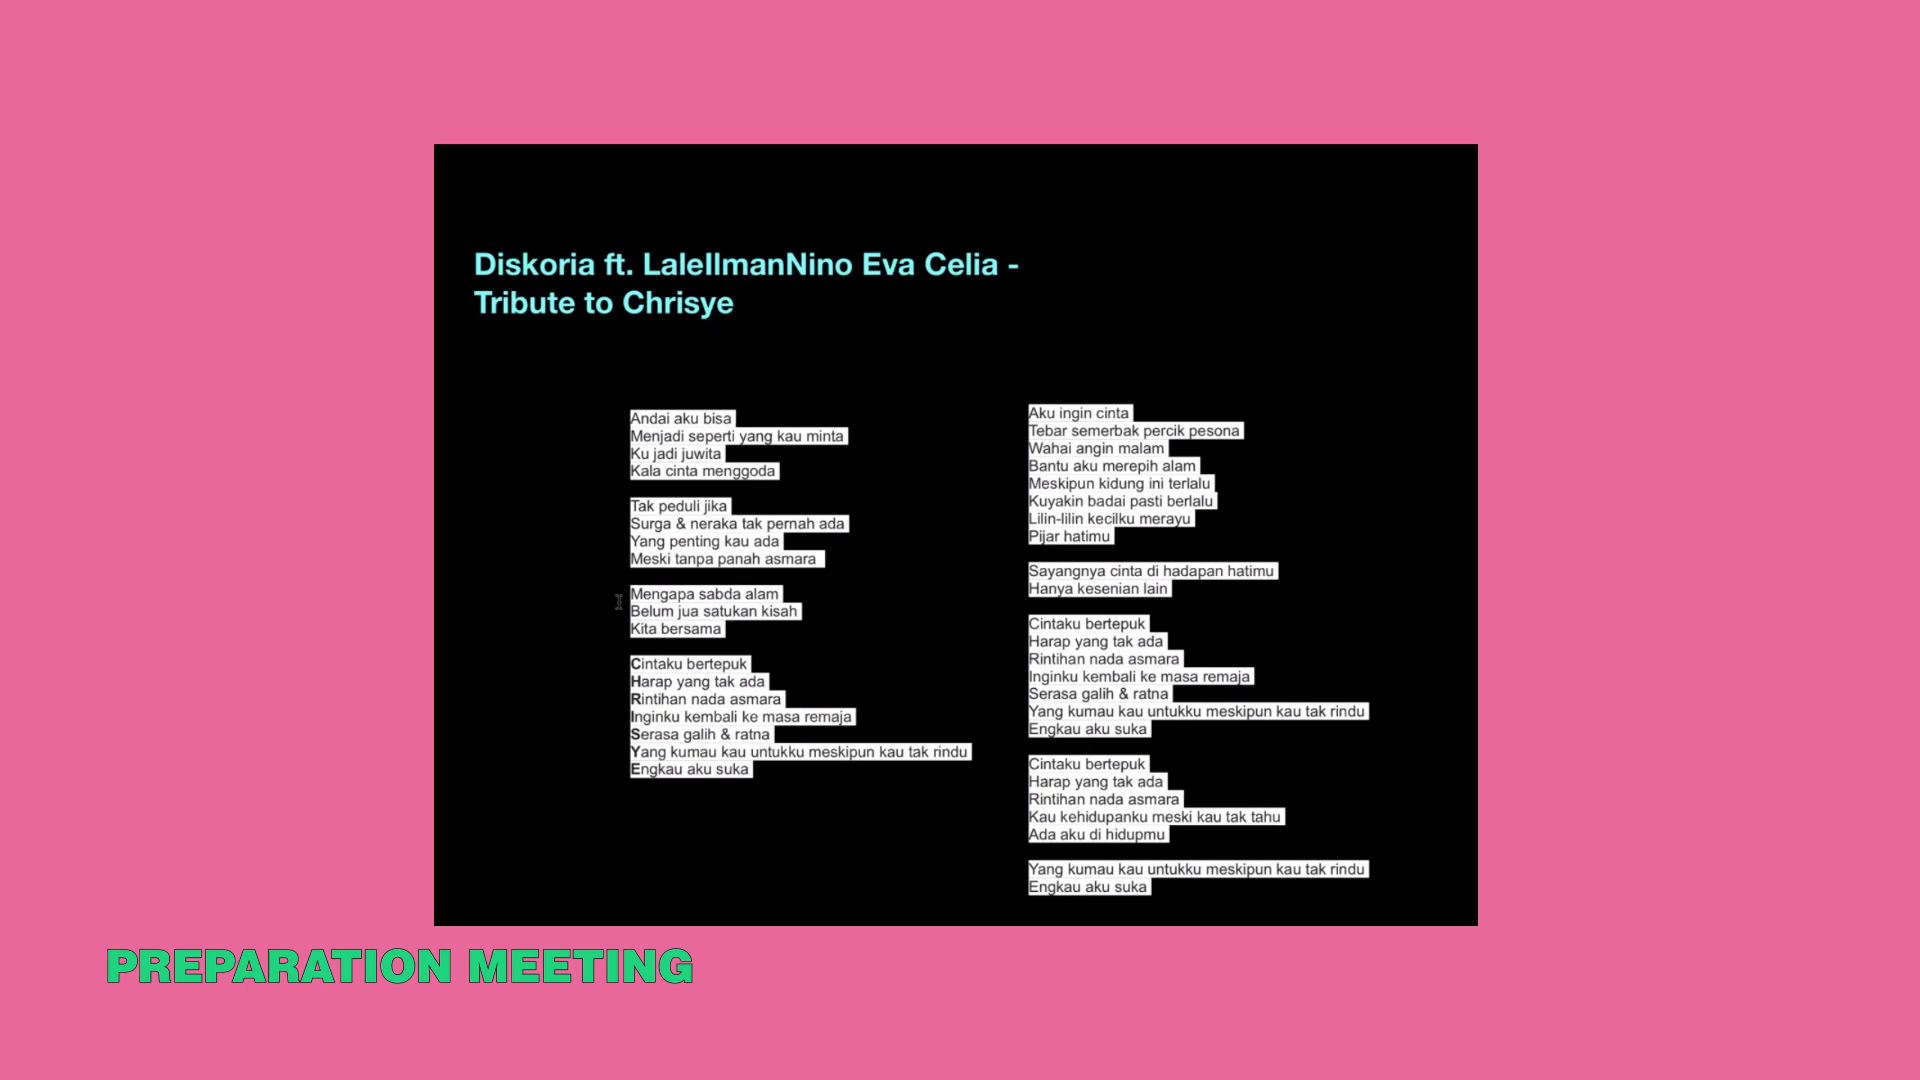 Diskoria ft. LaleIlmanNino Eva Celia -
Tribute to Chrisye
Andai aku bisa
Menjadi seperti yang kau minta
Ku jadi juwita
Kala cinta menggoda
Tak peduli jika
Surga & neraka tak pernah ada
Yang penting kau ada
Meski tanpa panah asmara
Mengapa sabda alam
Belum jua satukan kisah
Kita bersama
Cintaku bertepuk
Harap yang tak ada
Rintihan nada asmara
Inginku kembali ke masa remaja
Serasa galih & ratna
Yang kumau kau untukku meskipun kau tak rindu
Engkau aku suka
Aku ingin cinta
Tebar semerbak percik pesona
Wahai angin malam
Bantu aku merepih alam
Meskipun kidung ini terlalu
Kuyakin badai pasti berlalu
Lilin-lilin kecilku merayu
Pijar hatimu
Sayangnya cinta di hadapan hatimu
Hanya kesenian lain
Cintaku bertepuk
Harap yang tak ada
Rintihan nada asmara
Inginku kembali ke masa remaja
Serasa galih & ratna
Yang kumau kau untukku meskipun kau tak rindu
Engkau aku suka
Cintaku bertepuk
Harap yang tak ada
Rintihan nada asmara
Kau kehidupanku meski kau tak tahu
Ada aku di hidupmu
Yang kumau kau untukku meskipun kau tak rindu
Engkau aku suka
PREPARATION MEETING